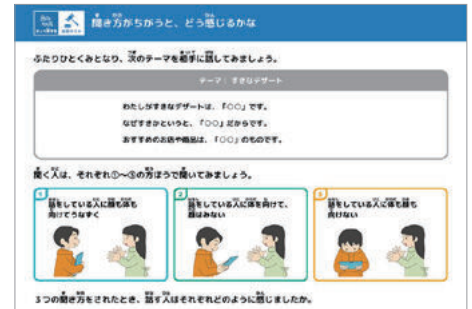 聞き方がちがうと、どう感じるかな
ふたりひとくみとなり、次のテーマを相手に話してみましょう。
テーマ：すきなデザート
わたしがすきなデザートは、「〇〇」です。
なぜすきかというと、「〇〇」だからです。
おすすめのお店や商品は、「〇〇」のものです。
聞く人は、それぞれ①～③の方ほうで聞いてみましょう。
1
話をしている人に顔も体も
向けてうなずく
2
話をしている人に体を向けて、
顔はみない
3
話をしている人に体も顔も
向けない
3つの聞き方をされたとき、話す人はそれぞれどのように感じましたか。